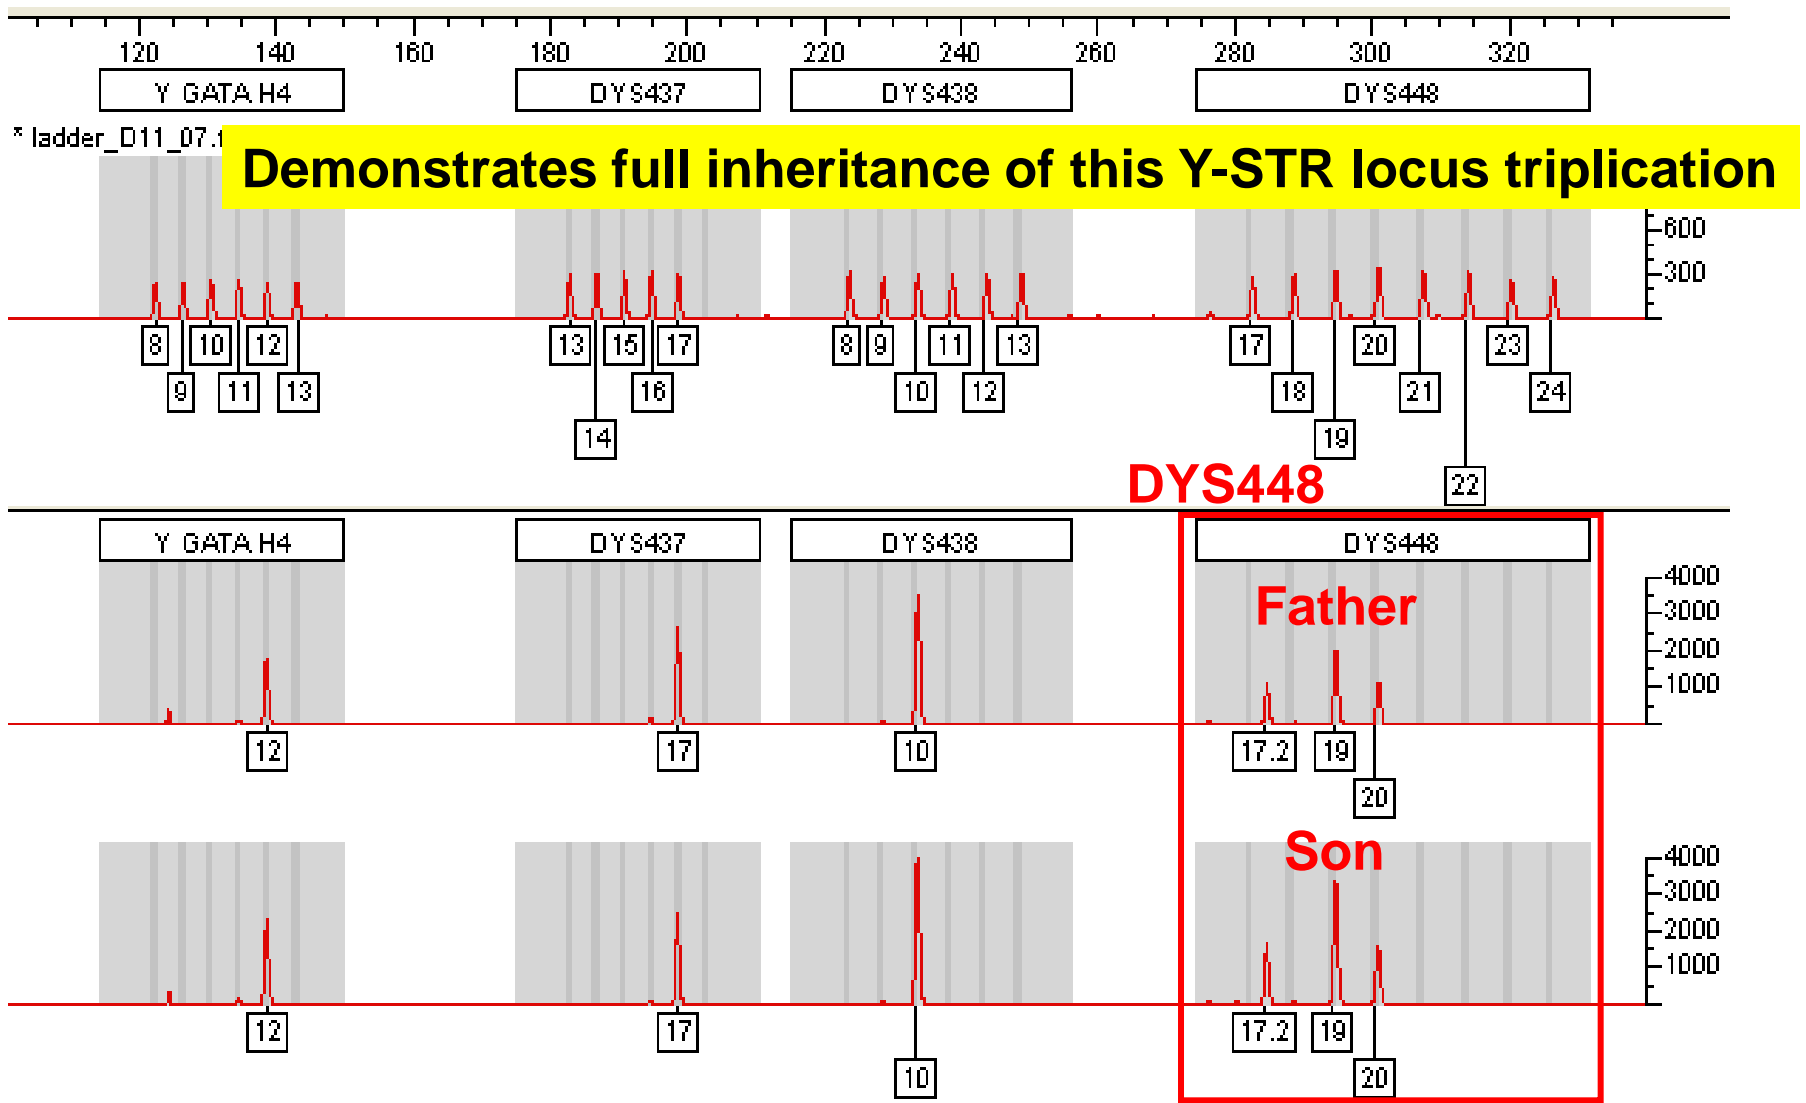 120 140 160 180 200 220 240 260 280 300 320
Y GATA H4 DYS437 DYS438 DYS448
ladder_D11_07.
Demonstrates full inheritance of this Y-STR locus triplication
600
300
8 10 12 13 15 17 8 9 11 13 17 20 23
9 11 13 16 10 12 18 21 24
14 19
22
DYS448
Y GATA H4 DYS437 DYS438 DYS448
4000
Father
3000
2000
1000
12 17 10 17.2 19
20
Son
4000
3000
2000
1000
12 17 17.2 19
10 20